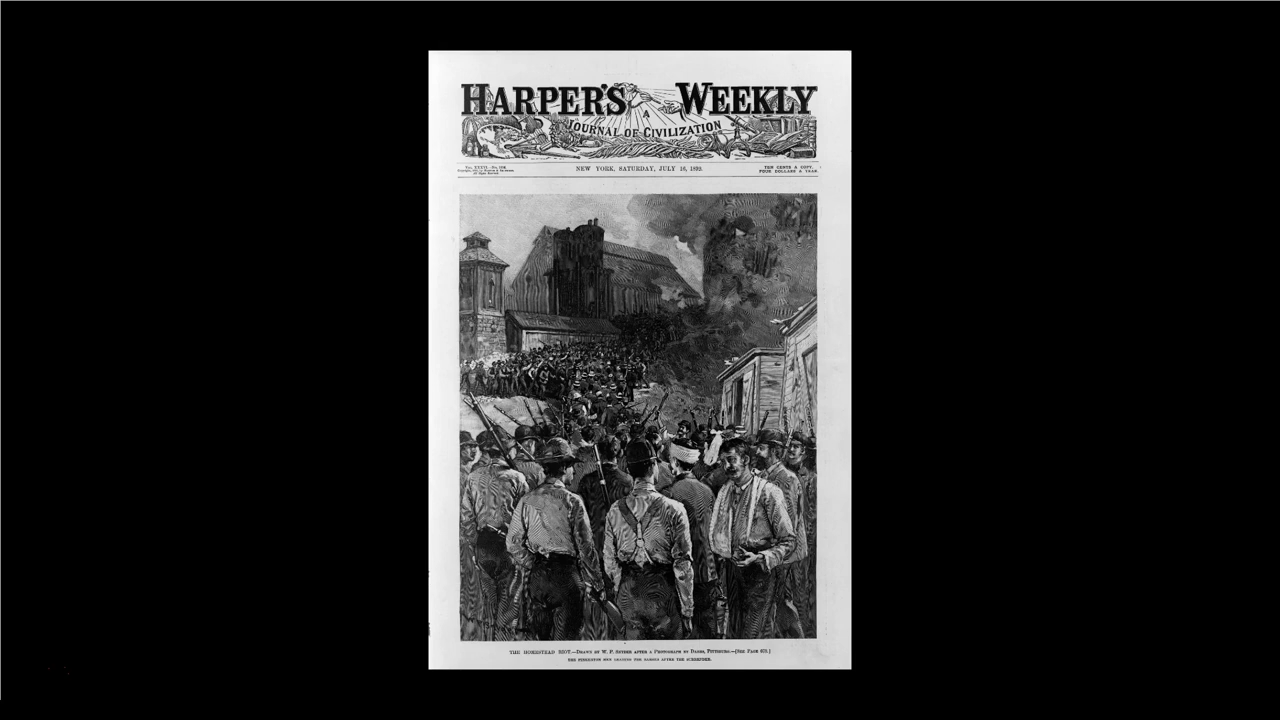 HARPER'S WEEKLY
A
JOURNAL OF CIVILIZATION
VOL. XXXVI.
NEW YORK, SATURDAY, JULY 16, 1892.
TEN CENTS A COPY.
FOUR DOLLARS A YEAR.
THE HOMESTEAD RIOT.—DRAWN BY W. P. SNYDER AFTER A PHOTOGRAPH BY DABBS, PITTSBURG.—[SEE PAGE
THE PINKERTON MEN LEAVING THE BARGES AFTER THE SURRENDER.